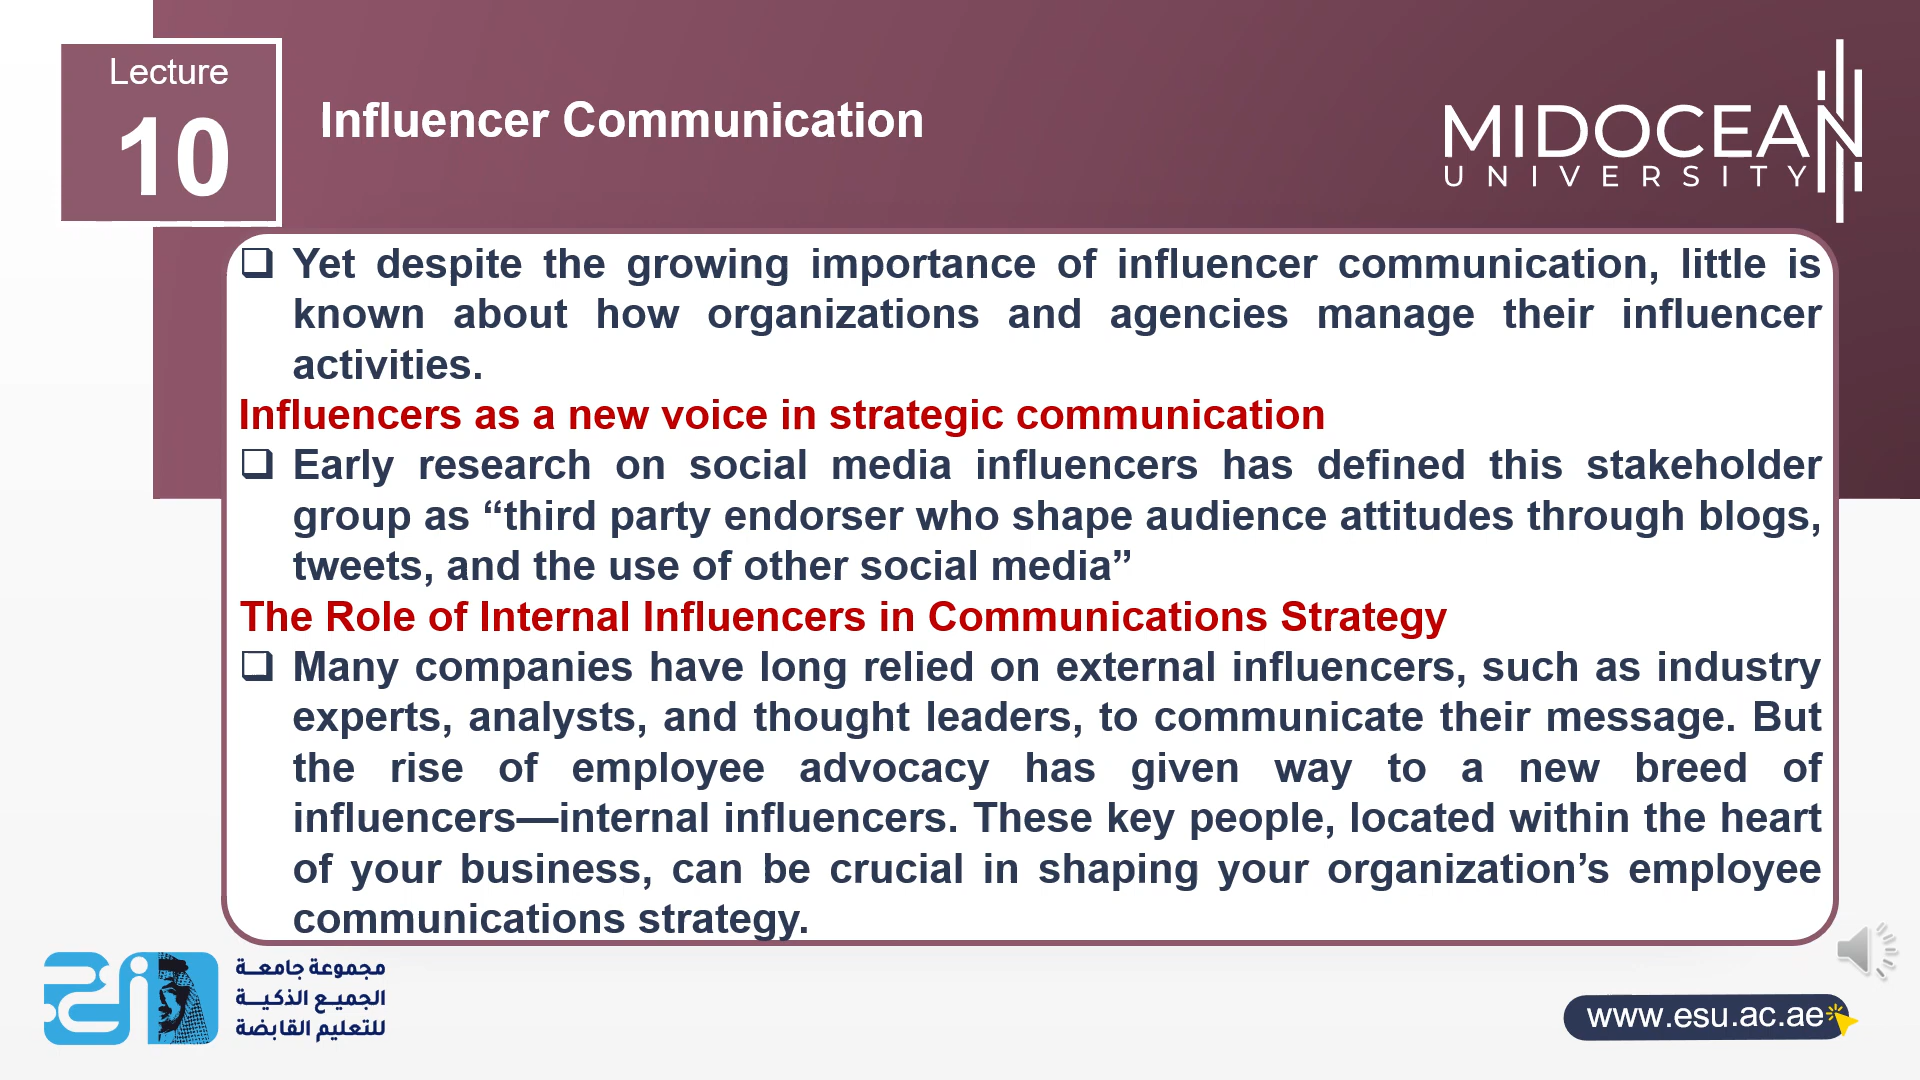 Lecture
10
Influencer Communication
MIDOCEAN
UNIVERSITY
❑ Yet despite the growing importance of influencer communication, little is
known about how organizations and agencies manage their influencer
activities.
Influencers as a new voice in strategic communication
❑ Early research on social media influencers has defined this stakeholder
group as “third party endorser who shape audience attitudes through blogs,
tweets, and the use of other social media”
The Role of Internal Influencers in Communications Strategy
❑ Many companies have long relied on external influencers, such as industry
experts, analysts, and thought leaders, to communicate their message. But
the rise of employee advocacy has given way to a new breed of
influencers—internal influencers. These key people, located within the heart
of your business, can be crucial in shaping your organization’s employee
communications strategy.
مجموعة جامعـــة
الجميـع الذكيـــة
للتعليم القابضة
www.esu.ac.ae